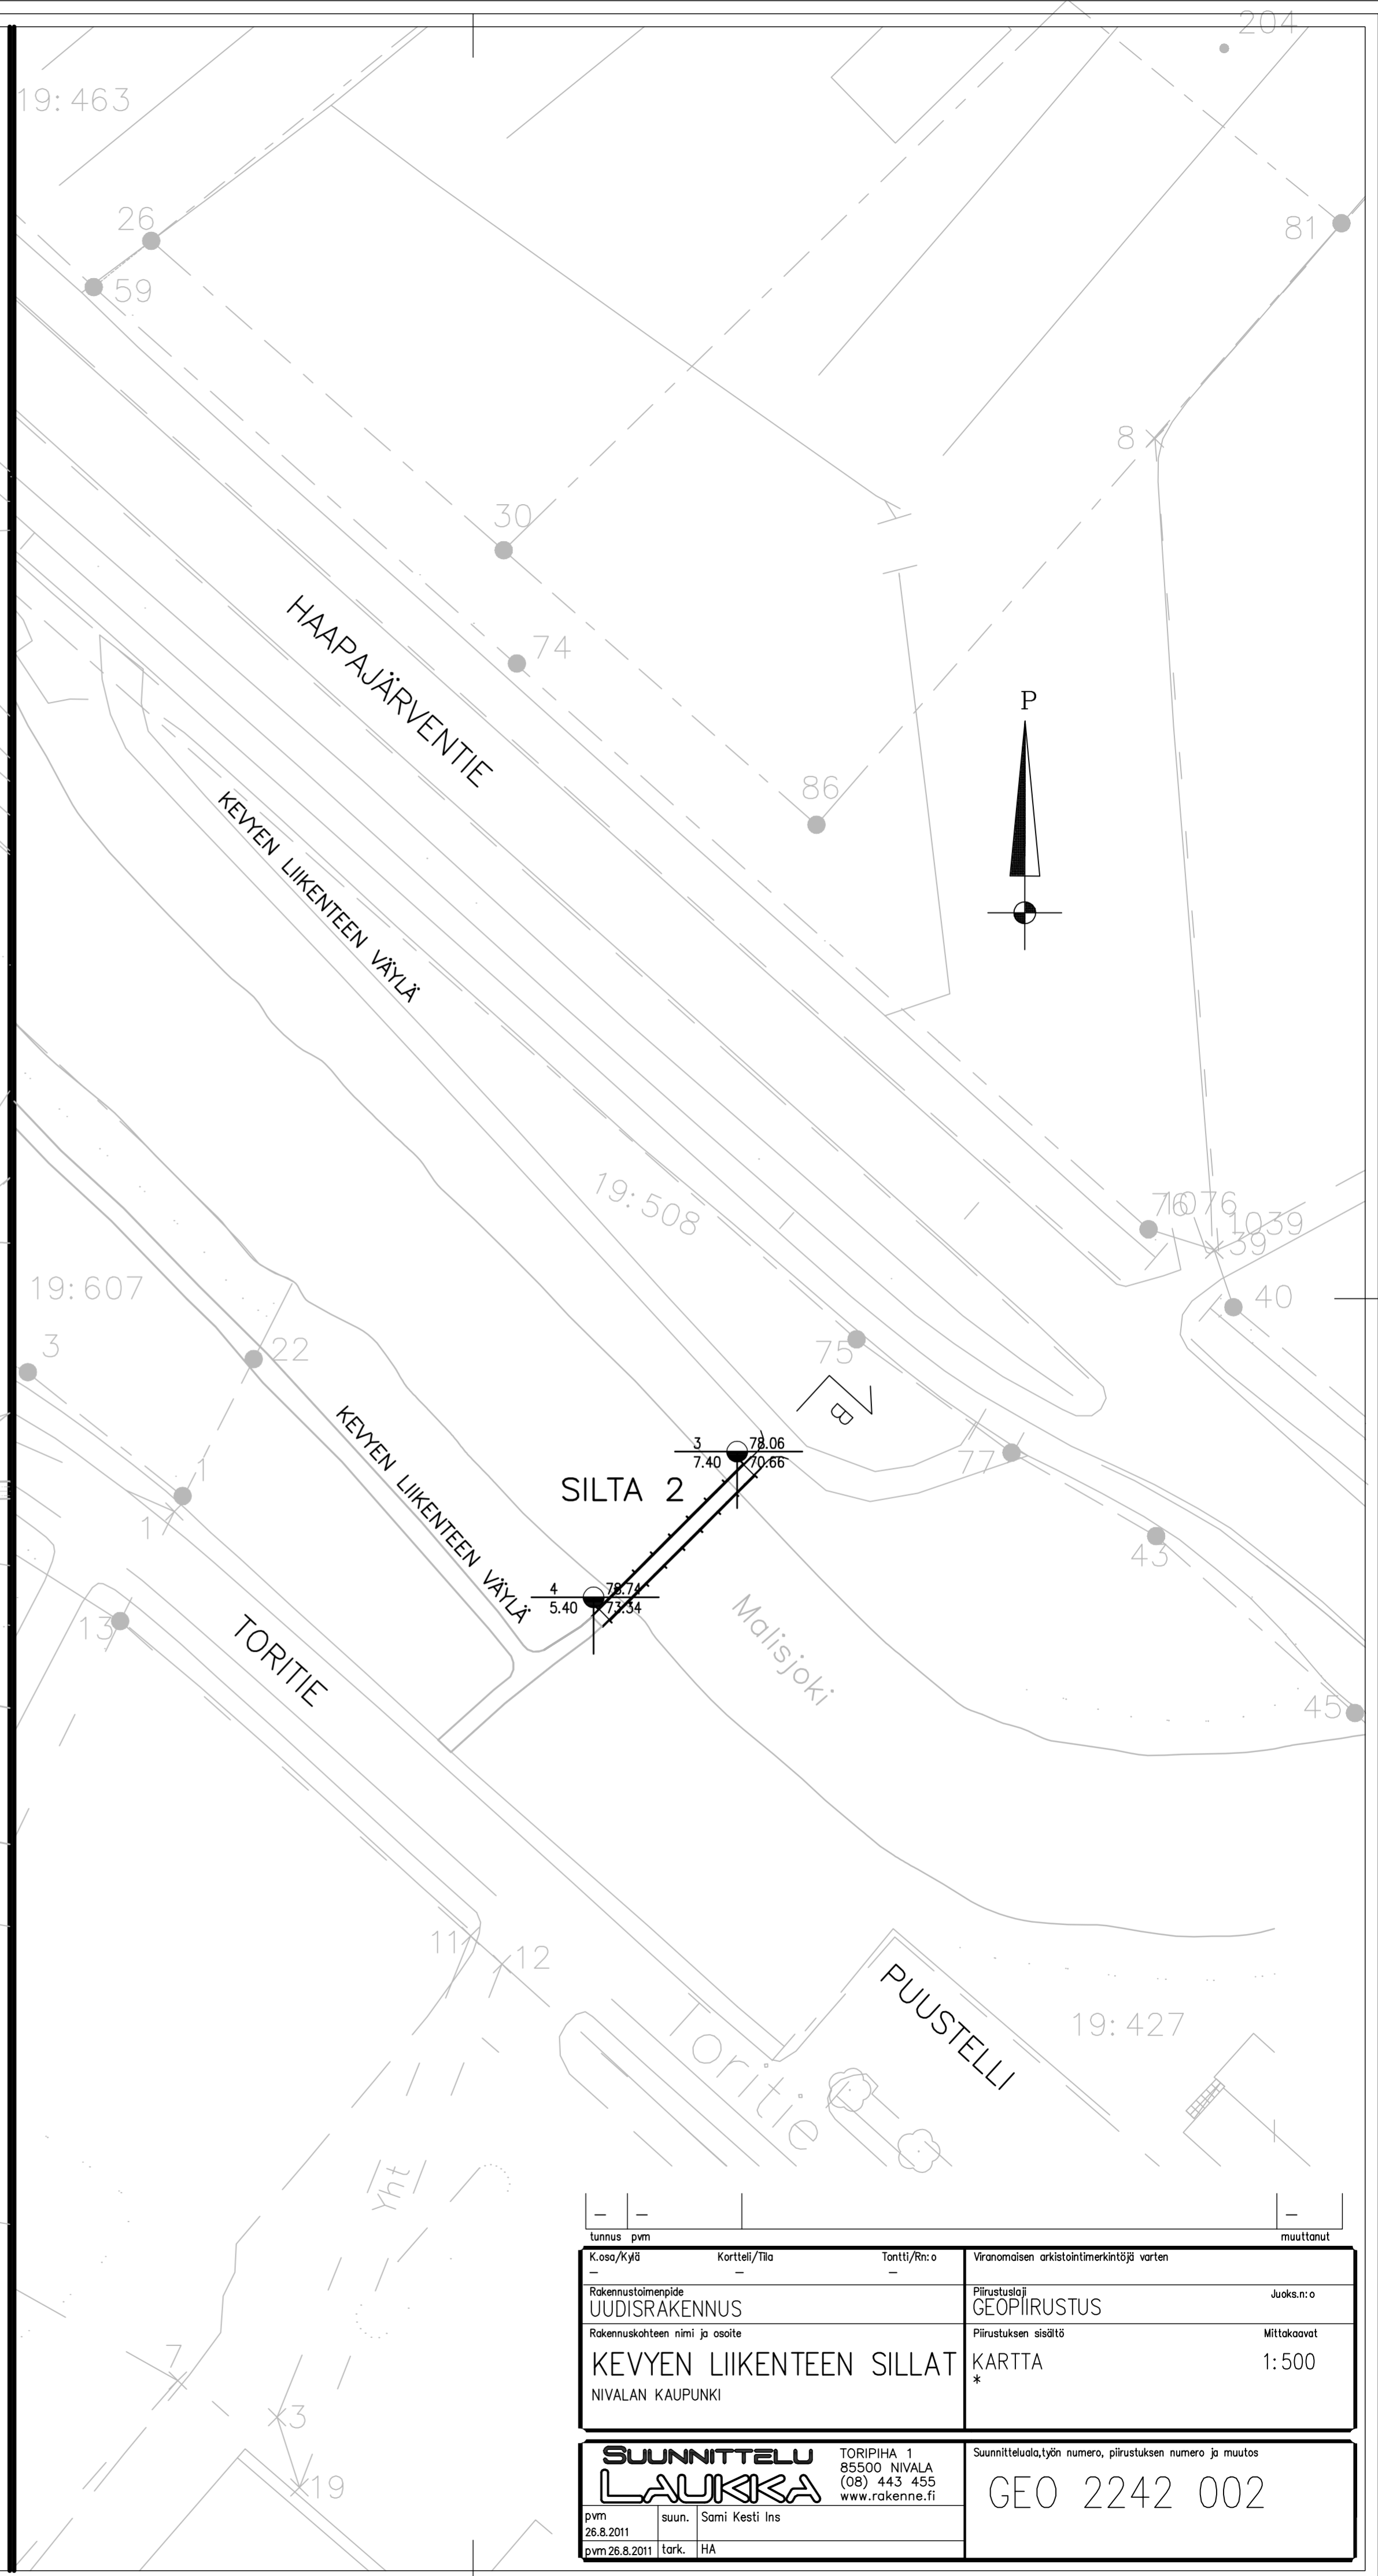 204
19:463
26
81
59
8
30
HAAPAJÄRVENTIE
74
P
86
KEVYEN LIIKENTEEN VÄYLÄ
19:508
76
1076
1039
39
19:607
40
3
22
75
B
KEVYEN LIIKENTEEN VÄYLÄ
3 78.06
7.40 70.66
77
1
SILTA 2
17
43
4 78.74
5.40 73.34
13
TORITIE
Malisjoki
45
11
12
PUUSTELLI
19:427
Toritie
Yht
7
3
19
– – –
tunnus pvm muuttanut
K.osa/Kylä Kortteli/Tila Tontti/Rn:o Viranomaisen arkistointimerkintöjä varten
– – –
Rakennustoimenpide Piirustuslaji Juoks.n:o
UUDISRAKENNUS GEOPIIRUSTUS
Rakennuskohteen nimi ja osoite Piirustuksen sisältö Mittakaavat
KEVYEN LIIKENTEEN SILLAT KARTTA 1:500
*
NIVALAN KAUPUNKI
SUUNNITTELU
LAUKKA
TORIPIHA 1
85500 NIVALA
(08) 443 455
www.rakenne.fi
Suunnitteluala,työn numero, piirustuksen numero ja muutos
GEO 2242 002
pvm suun. Sami Kesti Ins
26.8.2011
pvm 26.8.2011 tark. HA